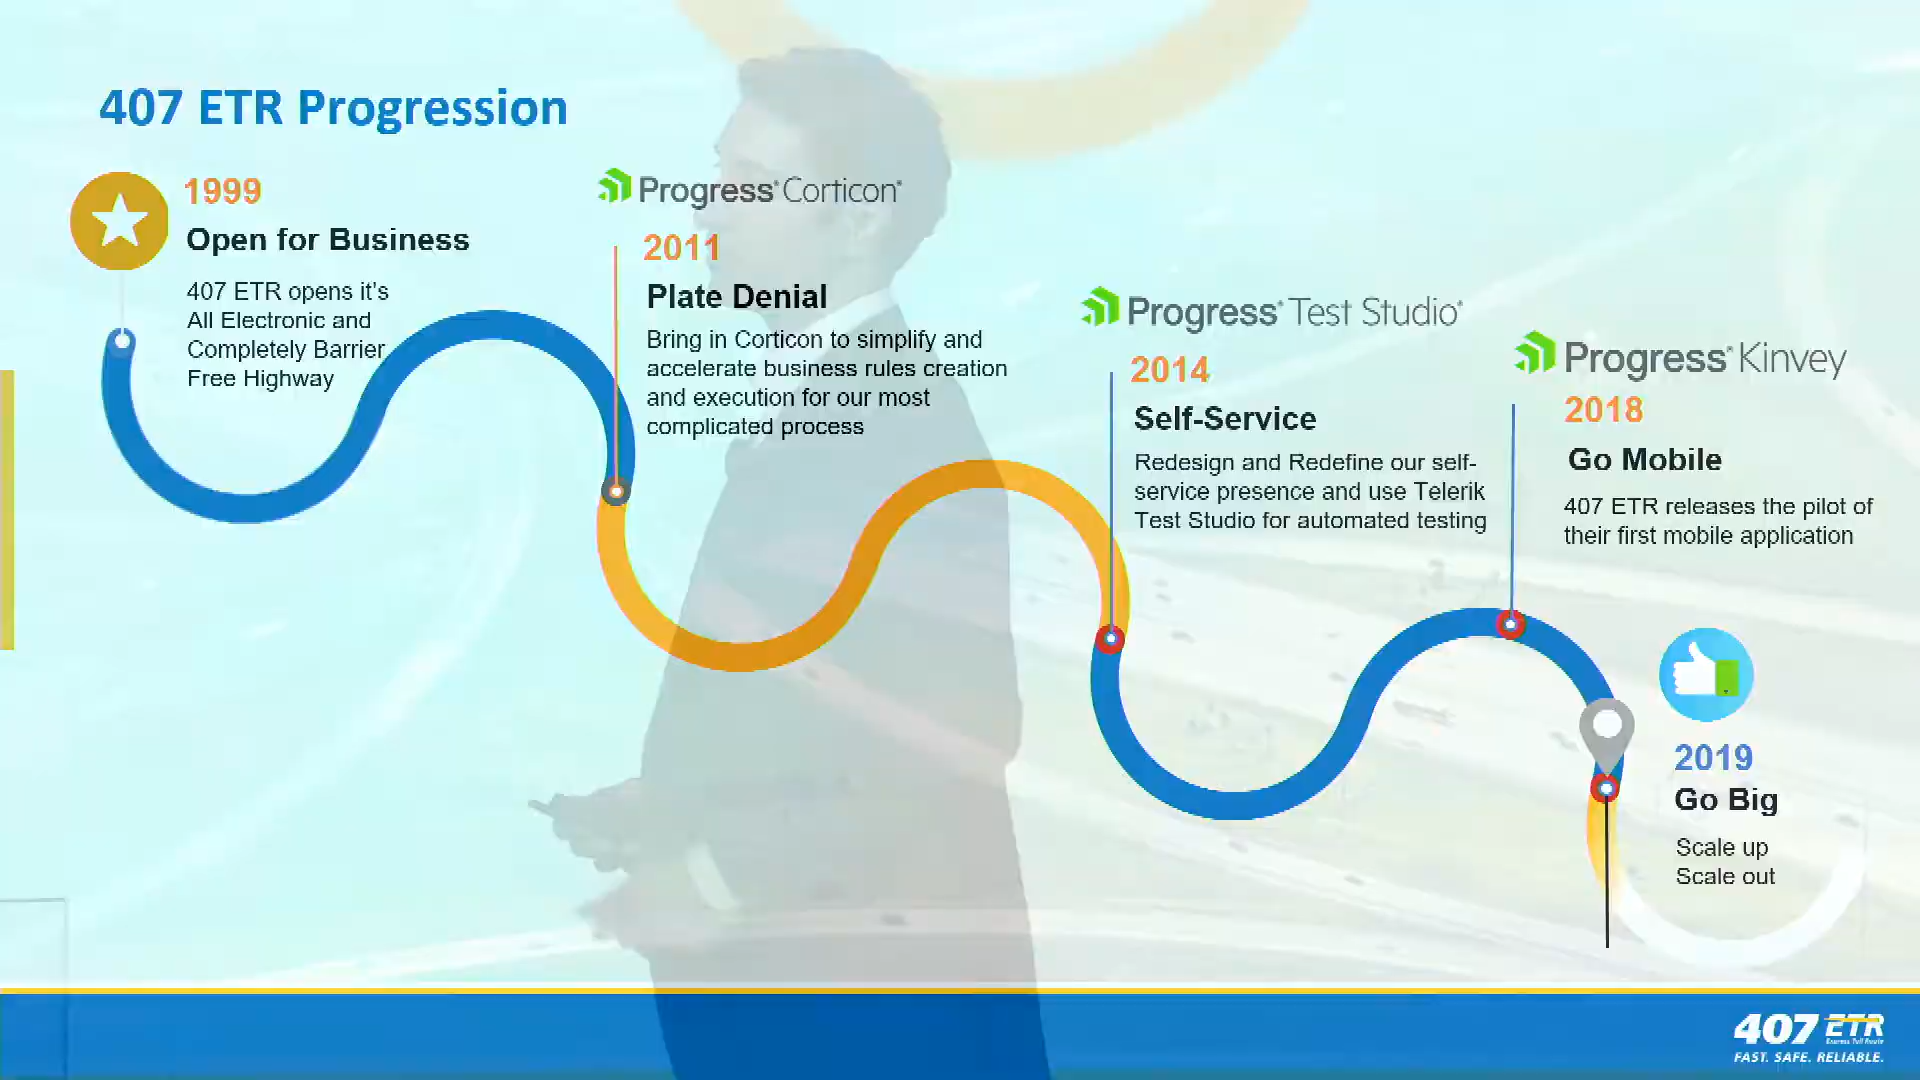 407 ETR Progression
1999
Open for Business
407 ETR opens it's
All Electronic and
Completely Barrier
Free Highway
Progress® Corticon®
2011
Plate Denial
Bring in Corticon to simplify and
accelerate business rules creation
and execution for our most
complicated process
Progress® Test Studio®
2014
Self-Service
Redesign and Redefine our self-
service presence and use Telerik
Test Studio for automated testing
Progress® Kinvey
2018
Go Mobile
407 ETR releases the pilot of
their first mobile application
2019
Go Big
Scale up
Scale out
407 ETR
Express Toll Route
FAST. SAFE. RELIABLE.